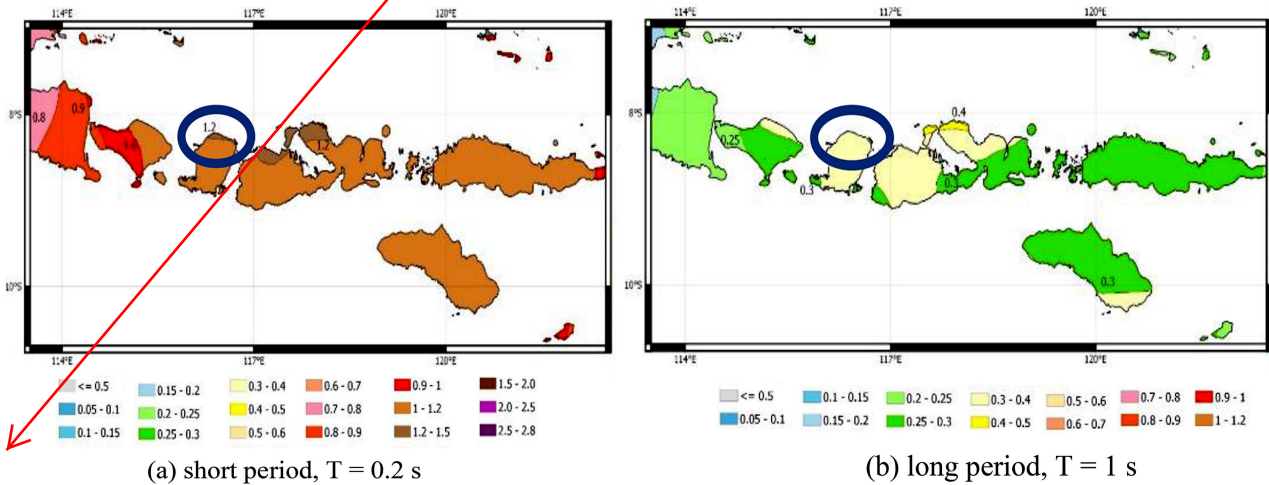 114°E 117°E 120°E
8°S
10°S
0.8
0.9
1.0
1.2
1.2
114°E 117°E 120°E
<= 0.5 0.15 - 0.2 0.3 - 0.4 0.6 - 0.7 0.9 - 1 1.5 - 2.0
0.05 - 0.1 0.2 - 0.25 0.4 - 0.5 0.7 - 0.8 1 - 1.2 2.0 - 2.5
0.1 - 0.15 0.25 - 0.3 0.5 - 0.6 0.8 - 0.9 1.2 - 1.5 2.5 - 2.8
(a) short period, T = 0.2 s
114°E 117°E 120°E
8°S
10°S
0.4
0.25
0.3
0.3
0.3
114°E 117°E 120°E
<= 0.5 0.1 - 0.15 0.2 - 0.25 0.3 - 0.4 0.5 - 0.6 0.7 - 0.8 0.9 - 1
0.05 - 0.1 0.15 - 0.2 0.25 - 0.3 0.4 - 0.5 0.6 - 0.7 0.8 - 0.9 1 - 1.2
(b) long period, T = 1 s